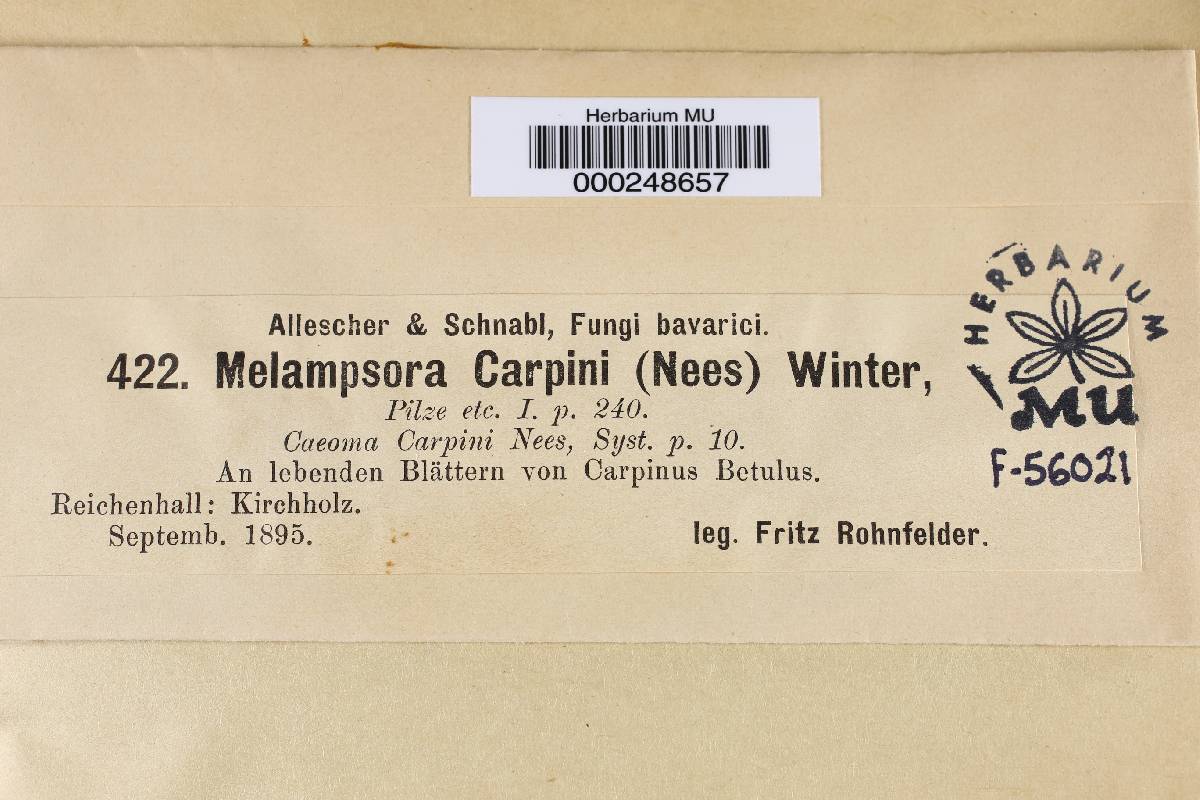 Herbarium MU
000248657
HERBARIUM
MU
F-56021
Allescher & Schnabl, Fungi bavarici.
422. Melampsora Carpini (Nees) Winter,
Pilze etc. I. p. 240.
Caeoma Carpini Nees, Syst. p. 10.
An lebenden Blättern von Carpinus Betulus.
Reichenhall: Kirchholz.
Septemb. 1895.
leg. Fritz Rohnfelder.